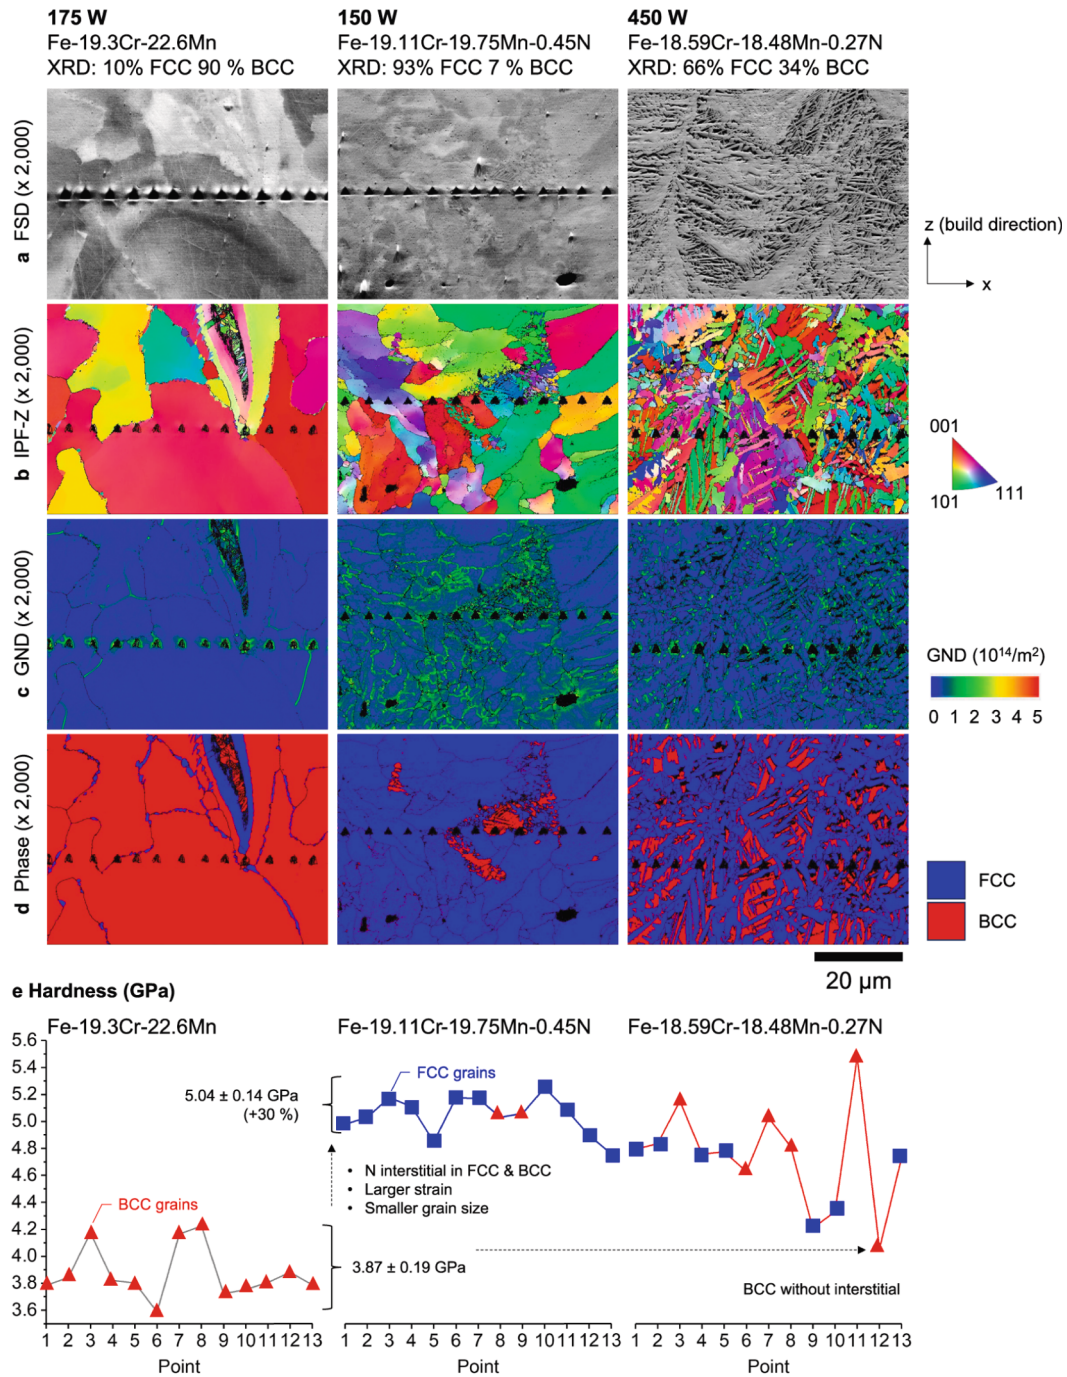 175 W
Fe-19.3Cr-22.6Mn
XRD: 10% FCC 90 % BCC
150 W
Fe-19.11Cr-19.75Mn-0.45N
XRD: 93% FCC 7 % BCC
450 W
Fe-18.59Cr-18.48Mn-0.27N
XRD: 66% FCC 34% BCC
a FSD (x 2,000)
z (build direction)
x
b IPF-Z (x 2,000)
001
101
111
c GND (x 2,000)
GND (10¹⁴/m²)
0 1 2 3 4 5
d Phase (x 2,000)
FCC
BCC
20 µm
e Hardness (GPa)
Fe-19.3Cr-22.6Mn
Fe-19.11Cr-19.75Mn-0.45N
Fe-18.59Cr-18.48Mn-0.27N
5.6
5.4
5.2
5.0
4.8
4.4
4.2
4.0
3.8
3.6
5.04 ± 0.14 GPa
(+30 %)
FCC grains
• N interstitial in FCC & BCC
• Larger strain
• Smaller grain size
BCC grains
3.87 ± 0.19 GPa
BCC without interstitial
1 2 3 4 5 6 7 8 9 10 11 12 13
1 2 3 4 5 6 7 8 9 10 11 12 13
1 2 3 4 5 6 7 8 9 10 11 12 13
Point
Point
Point